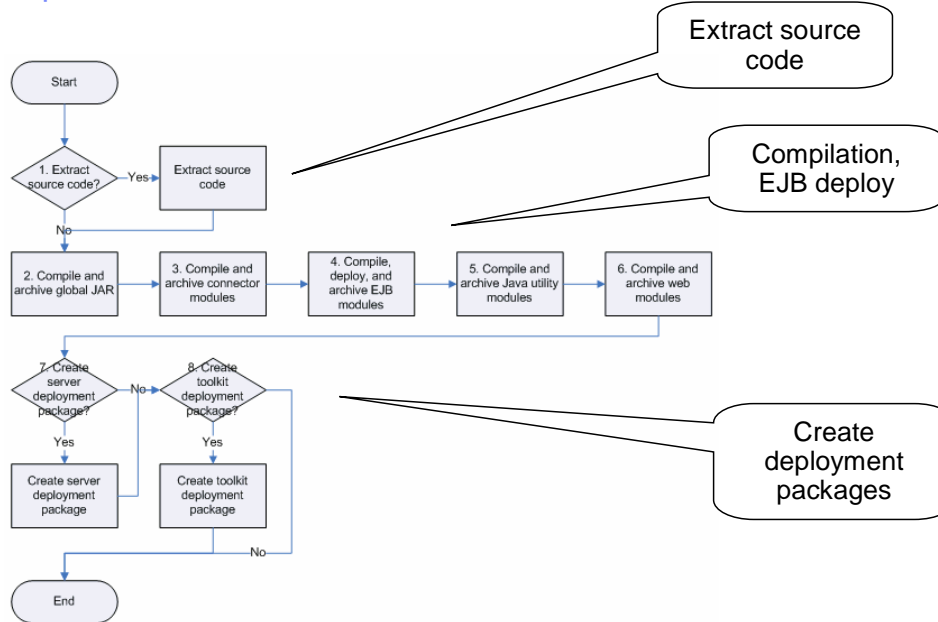 Extract source
code
Start
1. Extract
source code?
Yes
Extract source
code
No
Compilation,
EJB deploy
2. Compile and
archive global JAR
3. Compile and
archive connector
modules
4. Compile,
deploy, and
archive EJB
modules
5. Compile and
archive Java utility
modules
6. Compile and
archive web
modules
7. Create
server
deployment
package?
No
8. Create
toolkit
deployment
package?
Yes
Yes
Create server
deployment
package
Create toolkit
deployment
package
No
Create
deployment
packages
End